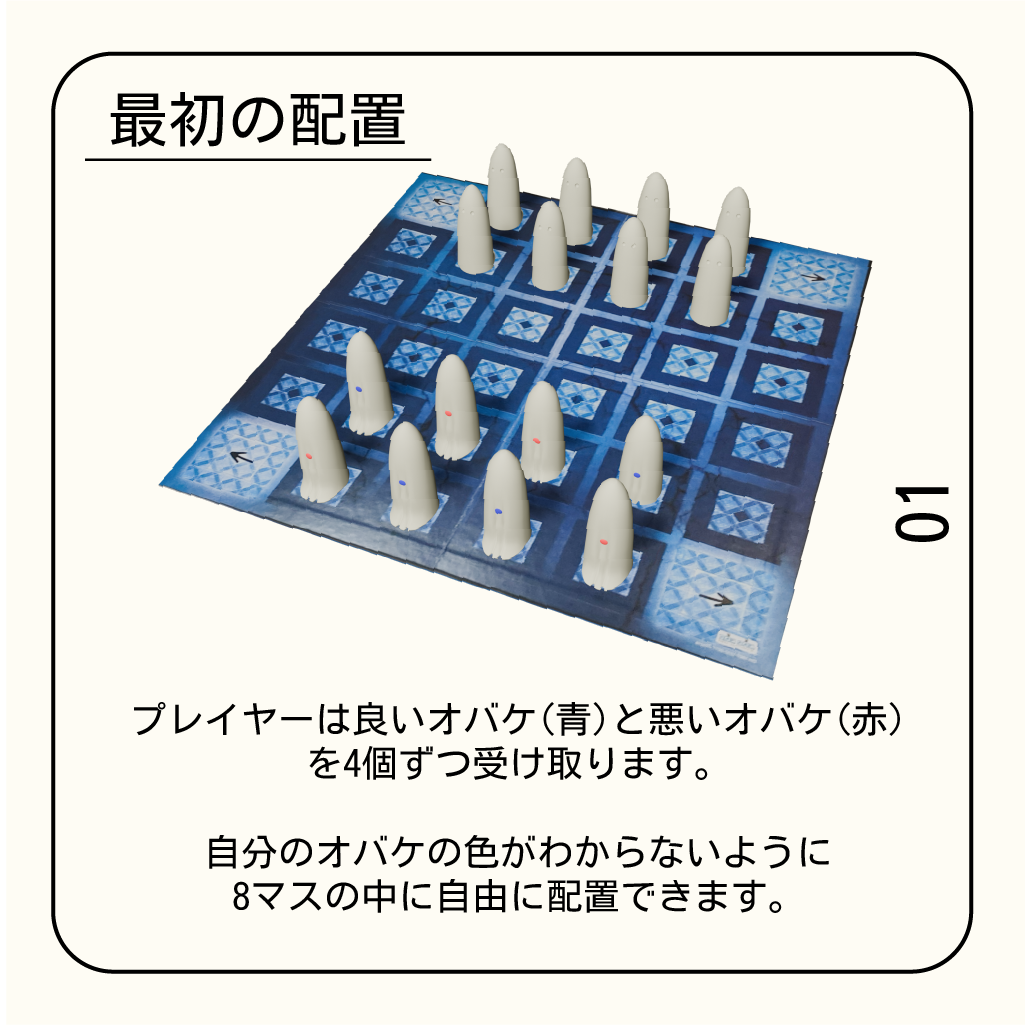 最初の配置
01
プレイヤーは良いオバケ(青)と悪いオバケ(赤)
を4個ずつ受け取ります。
自分のオバケの色がわからないように
8マスの中に自由に配置できます。